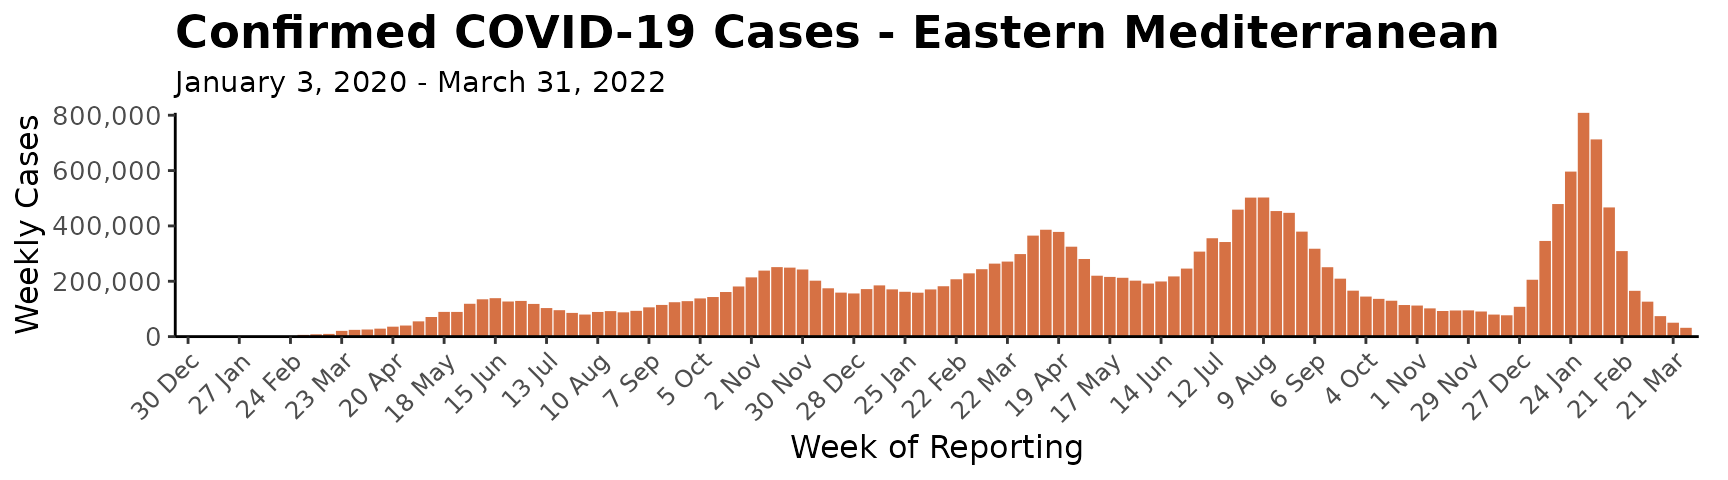 Confirmed COVID-19 Cases - Eastern Mediterranean
January 3, 2020 - March 31, 2022
Weekly Cases
800,000
600,000
400,000
200,000
0
30 Dec
27 Jan
24 Feb
23 Mar
20 Apr
18 May
15 Jun
13 Jul
10 Aug
7 Sep
5 Oct
2 Nov
30 Nov
28 Dec
25 Jan
22 Feb
22 Mar
19 Apr
17 May
14 Jun
12 Jul
9 Aug
6 Sep
4 Oct
1 Nov
29 Nov
27 Dec
24 Jan
21 Feb
21 Mar
Week of Reporting